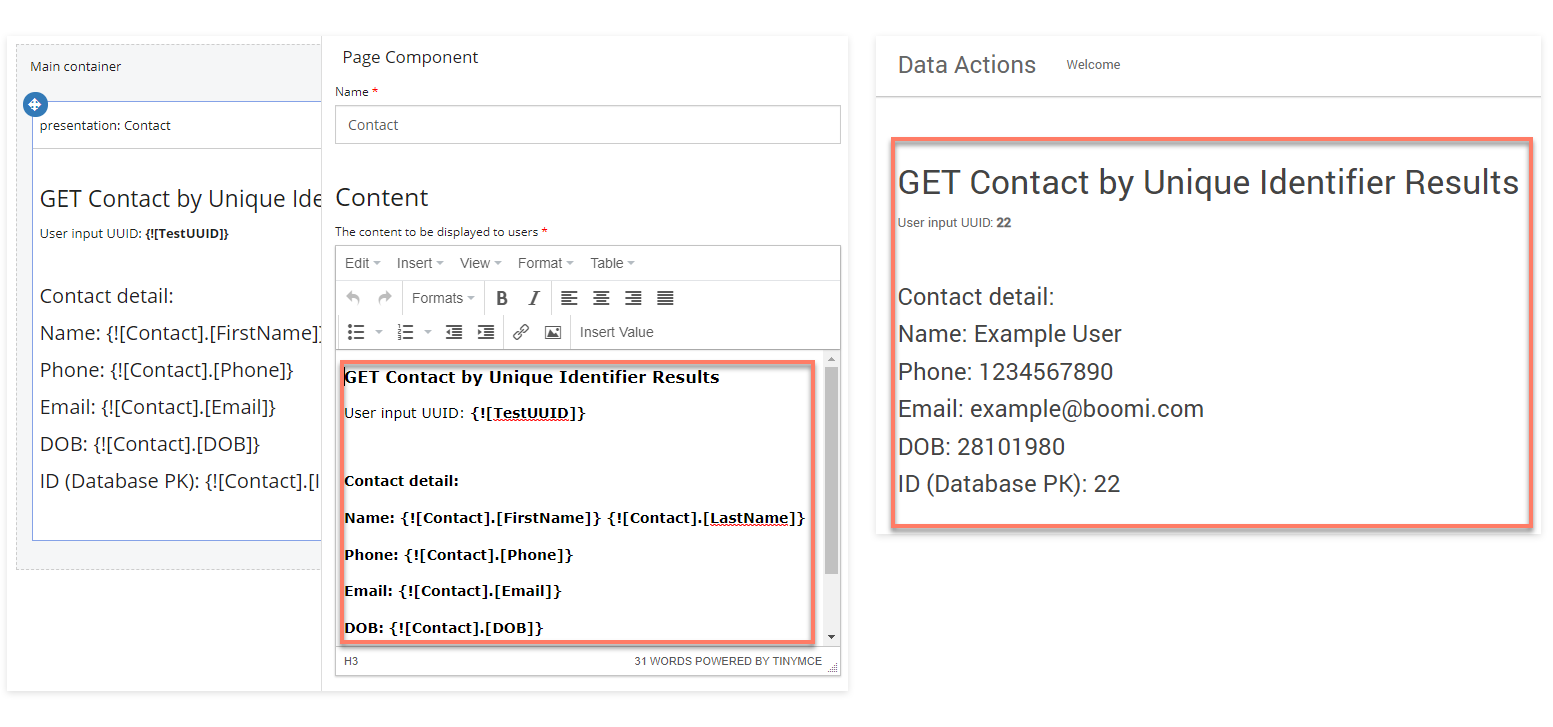 Main container
presentation: Contact
GET Contact by Unique Ide
User input UUID: {![TestUUID]}
Contact detail:
Name: {![Contact].[FirstName]}
Phone: {![Contact].[Phone]}
Email: {![Contact].[Email]}
DOB: {![Contact].[DOB]}
ID (Database PK): {![Contact].[I
Page Component
Name *
Contact
Content
The content to be displayed to users *
Edit Insert View Format Table
Formats B I
Insert Value
GET Contact by Unique Identifier Results
User input UUID: {![TestUUID]}
Contact detail:
Name: {![Contact].[FirstName]} {![Contact].[LastName]}
Phone: {![Contact].[Phone]}
Email: {![Contact].[Email]}
DOB: {![Contact].[DOB]}
H3 31 WORDS POWERED BY TINYMCE
Data Actions Welcome
GET Contact by Unique Identifier Results
User input UUID: 22
Contact detail:
Name: Example User
Phone: 1234567890
Email: example@boomi.com
DOB: 28101980
ID (Database PK): 22